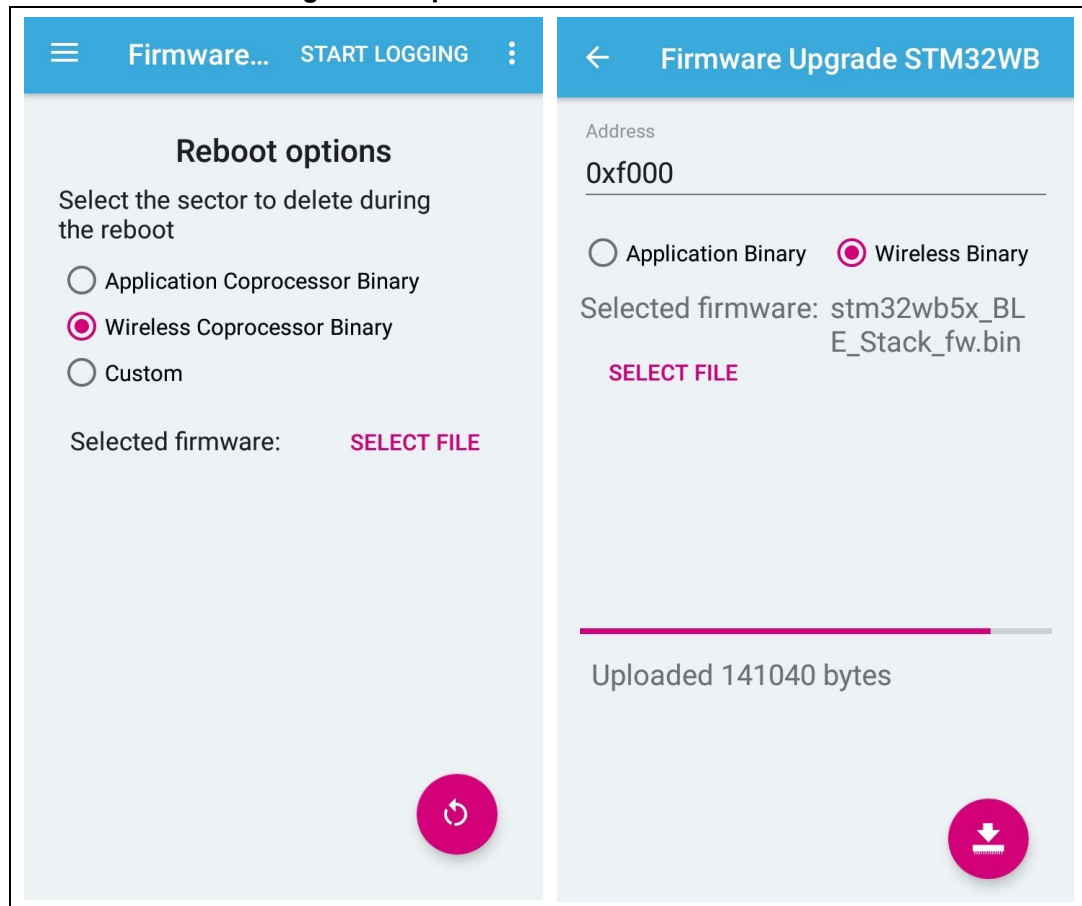 Firmware... START LOGGING
Reboot options
Select the sector to delete during
the reboot
Application Coprocessor Binary
Wireless Coprocessor Binary
Custom
Selected firmware: SELECT FILE
Firmware Upgrade STM32WB
Address
0xf000
Application Binary Wireless Binary
Selected firmware: stm32wb5x_BL
E_Stack_fw.bin
SELECT FILE
Uploaded 141040 bytes